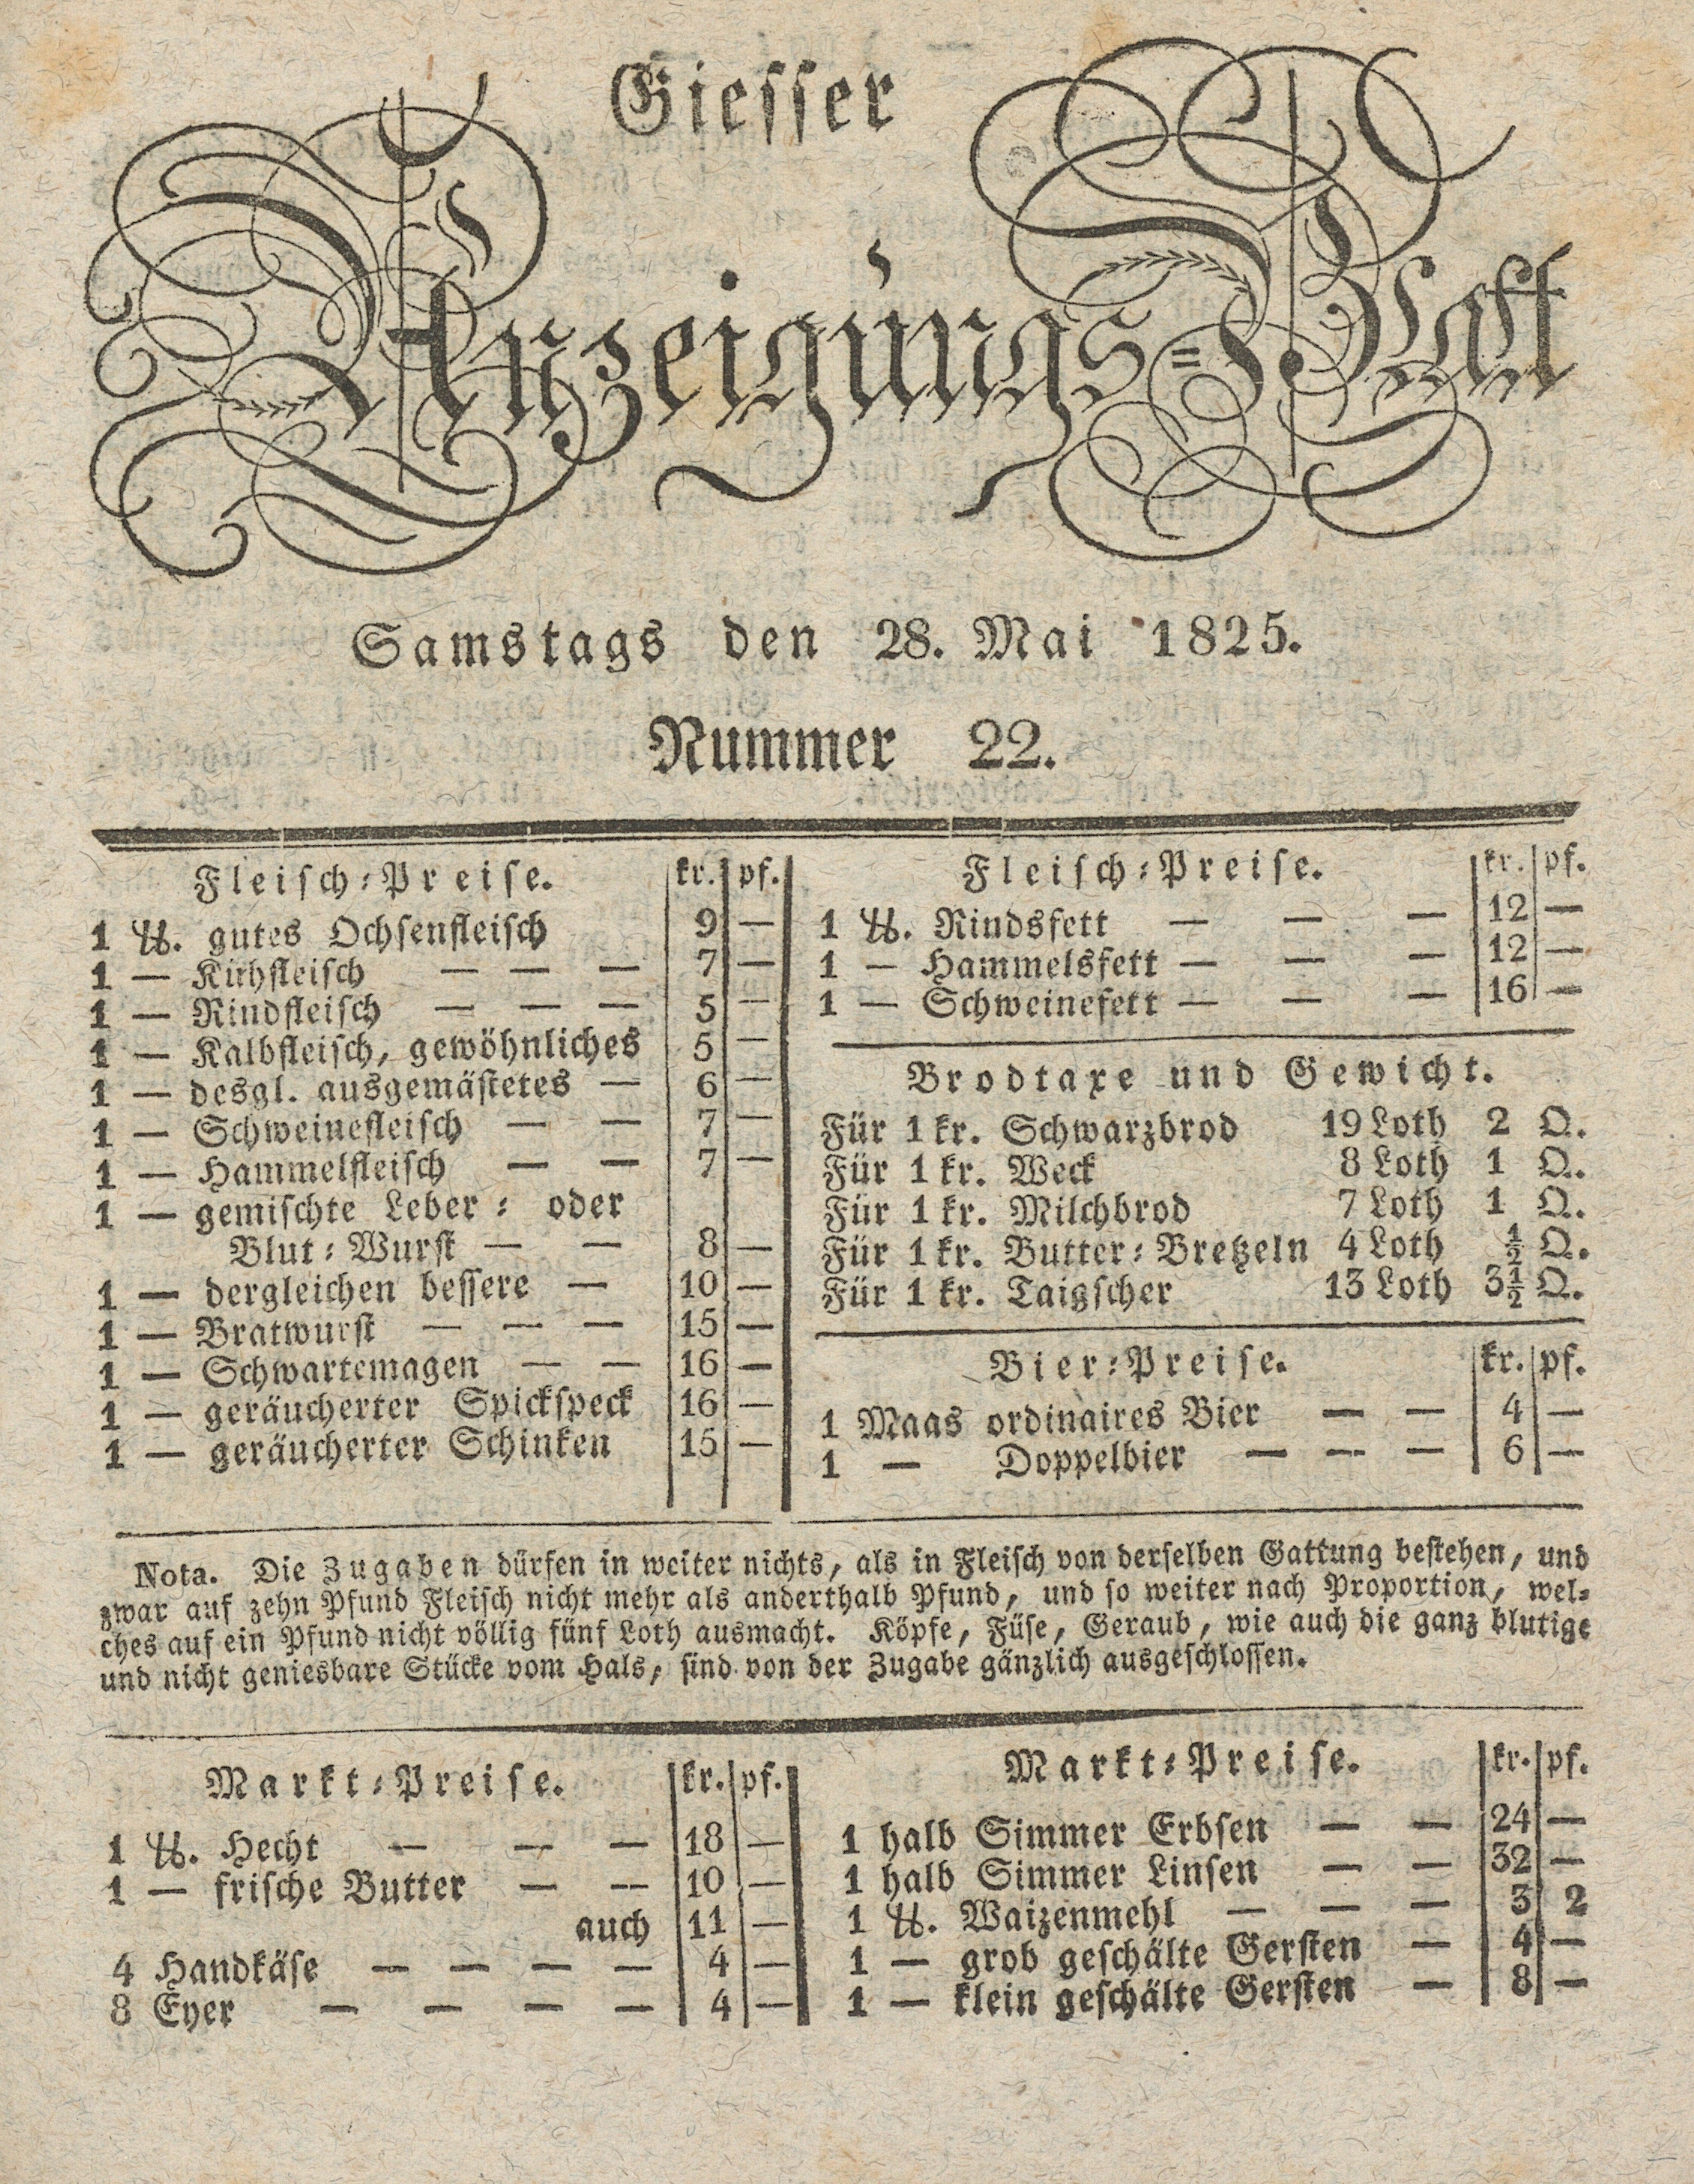 Giesser
Anzeigungs-Blatt
Samstags den 28. Mai 1825.
Nummer 22.
Fleisch-Preise. kr. pf.
1 ℔. gutes Ochsenfleisch 9 —
1 — Kuhfleisch — — — 7 —
1 — Rindfleisch — — — 5 —
1 — Kalbfleisch, gewöhnliches 5 —
1 — desgl. ausgemästetes — 6 —
1 — Schweinefleisch — — 7 —
1 — Hammelfleisch — — 7 —
1 — gemischte Leber- oder
Blut-Wurst — — 8 —
1 — dergleichen bessere — 10 —
1 — Bratwurst — — — 15 —
1 — Schwartemagen — — 16 —
1 — geräucherter Spickspeck 16 —
1 — geräucherter Schinken 15 —
Fleisch-Preise. kr. pf.
1 ℔. Rindsfett — — — 12 —
1 — Hammelsfett — — — 12 —
1 — Schweinefett — — — 16 —
Brodtaxe und Gewicht.
Für 1 kr. Schwarzbrod 19 Loth 2 Q.
Für 1 kr. Weck 8 Loth 1 Q.
Für 1 kr. Milchbrod 7 Loth 1 Q.
Für 1 kr. Butter-Bretzeln 4 Loth ½ Q.
Für 1 kr. Taigscher 13 Loth 3½ Q.
Bier-Preise. kr. pf.
1 Maas ordinaires Bier — — 4 —
1 — Doppelbier — — — 6 —
Nota. Die Zugaben dürfen in weiter nichts, als in Fleisch von derselben Gattung bestehen, und
zwar auf zehn Pfund Fleisch nicht mehr als anderthalb Pfund, und so weiter nach Proportion, wel-
ches auf ein Pfund nicht völlig fünf Loth ausmacht. Köpfe, Füse, Geraub, wie auch die ganz blutige
und nicht geniesbare Stücke vom Hals, sind von der Zugabe gänzlich ausgeschlossen.
Markt-Preise. kr. pf.
1 ℔. Hecht — — — 18 —
1 — frische Butter — — 10 —
auch 11 —
4 Handkäse — — — — 4 —
8 Eyer — — — — 4 —
Markt-Preise. kr. pf.
1 halb Simmer Erbsen — — 24 —
1 halb Simmer Linsen — — 32 —
1 ℔. Waizenmehl — — — 3 2
1 — grob geschälte Gersten — 4 —
1 — klein geschälte Gersten — 8 —